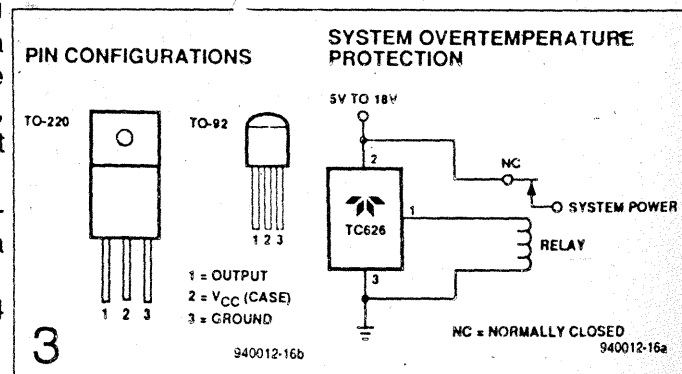 PIN CONFIGURATIONS
TO-220
TO-92
1 2 3
1 2 3
1 = OUTPUT
2 = VCC (CASE)
3 = GROUND
940012-16b
3
SYSTEM OVERTEMPERATURE
PROTECTION
5V TO 18V
2
NC
SYSTEM POWER
TC626
1
RELAY
3
NC = NORMALLY CLOSED
940012-16a